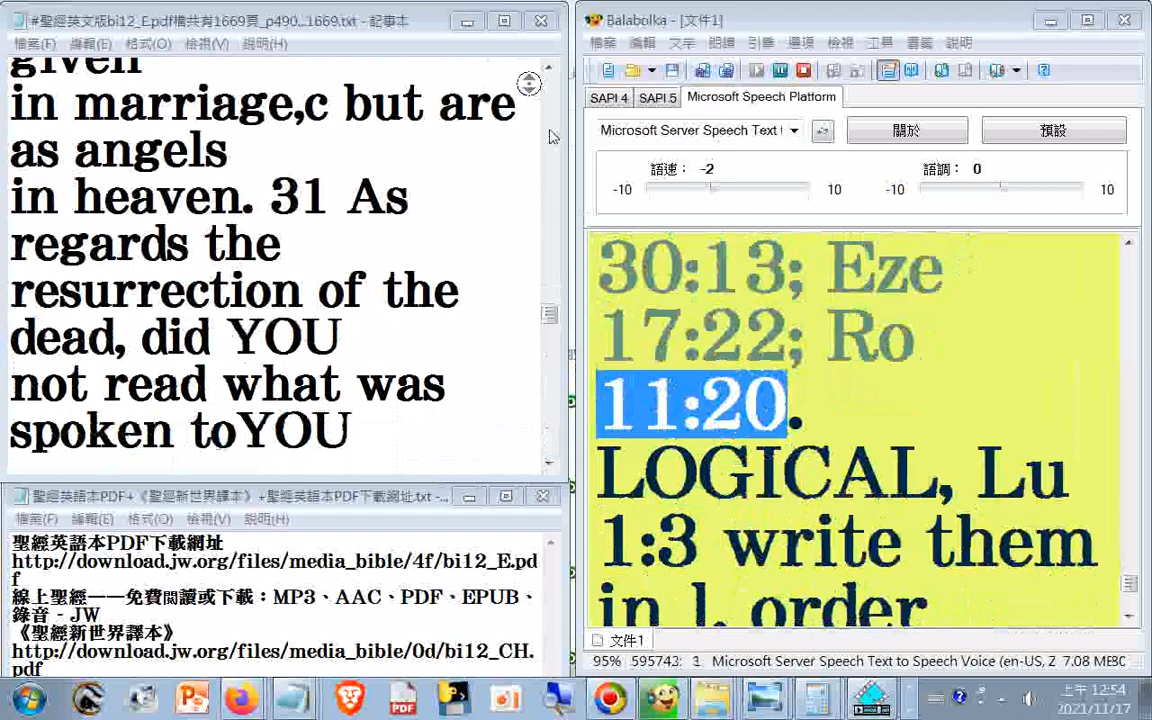 #聖經英文版bi12_E.pdf檔共有1669頁_p490,..1669.txt - 記事本
檔案(F) 編輯(E) 格式(O) 檢視(V) 說明(H)
given
in marriage,c but are
as angels
in heaven. 31 As
regards the
resurrection of the
dead, did YOU
not read what was
spoken toYOU
聖經英語本PDF+《聖經新世界譯本》+聖經英語本PDF下載網址.txt -...
檔案(F) 編輯(E) 格式(O) 檢視(V) 說明(H)
聖經英語本PDF下載網址
http://download.jw.org/files/media_bible/4f/bi12_E.pd
f
線上聖經——免費閱讀或下載：MP3、AAC、PDF、EPUB、
錄音 - JW
《聖經新世界譯本》
http://download.jw.org/files/media_bible/0d/bi12_CH.
pdf
Balabolka - [文件1]
檔案 編輯 文字 朗讀 引擎 選項 檢視 工具 書籤 說明
SAPI 4 SAPI 5 Microsoft Speech Platform
Microsoft Server Speech Text 關於 預設
語速： -2 語調： 0
-10 10 -10 10
30:13; Eze
17:22; Ro
11:20.
LOGICAL, Lu
1:3 write them
in l. order
文件1
95% 595743: 1 Microsoft Server Speech Text to Speech Voice (en-US, Z 7.08 MEBC
PDF
上午 12:54
2021/11/17